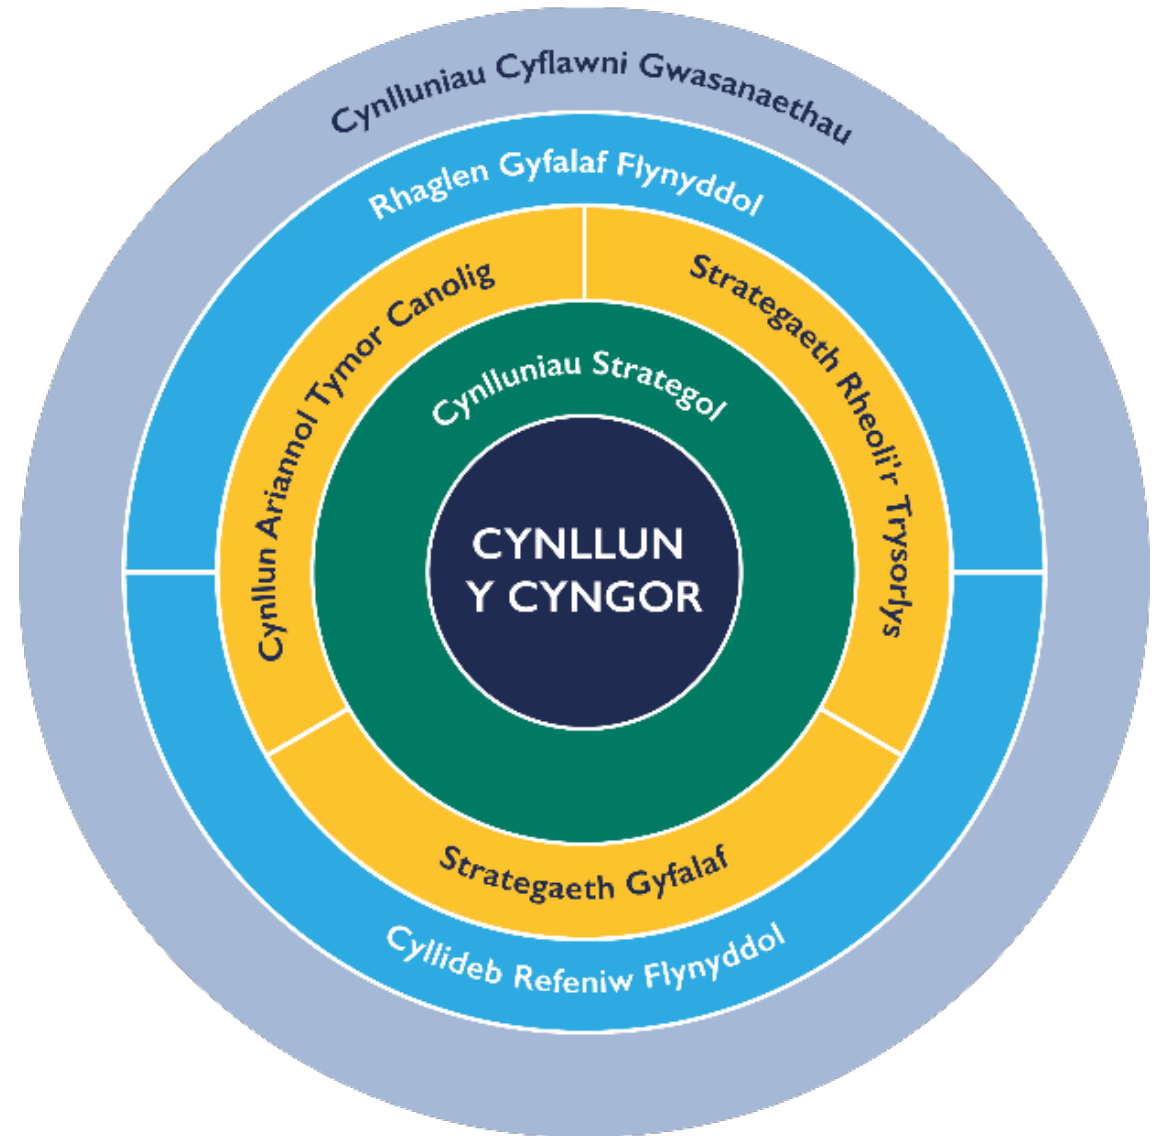 Cynlluniau Cyflawni Gwasanaethau
Rhaglen Gyfalaf Flynyddol
Cynllun Ariannol Tymor Canolig
Strategaeth Rheoli'r Trysorlys
Cynlluniau Strategol
CYNLLUN
Y CYNGOR
Strategaeth Gyfalaf
Cyllideb Refeniw Flynyddol